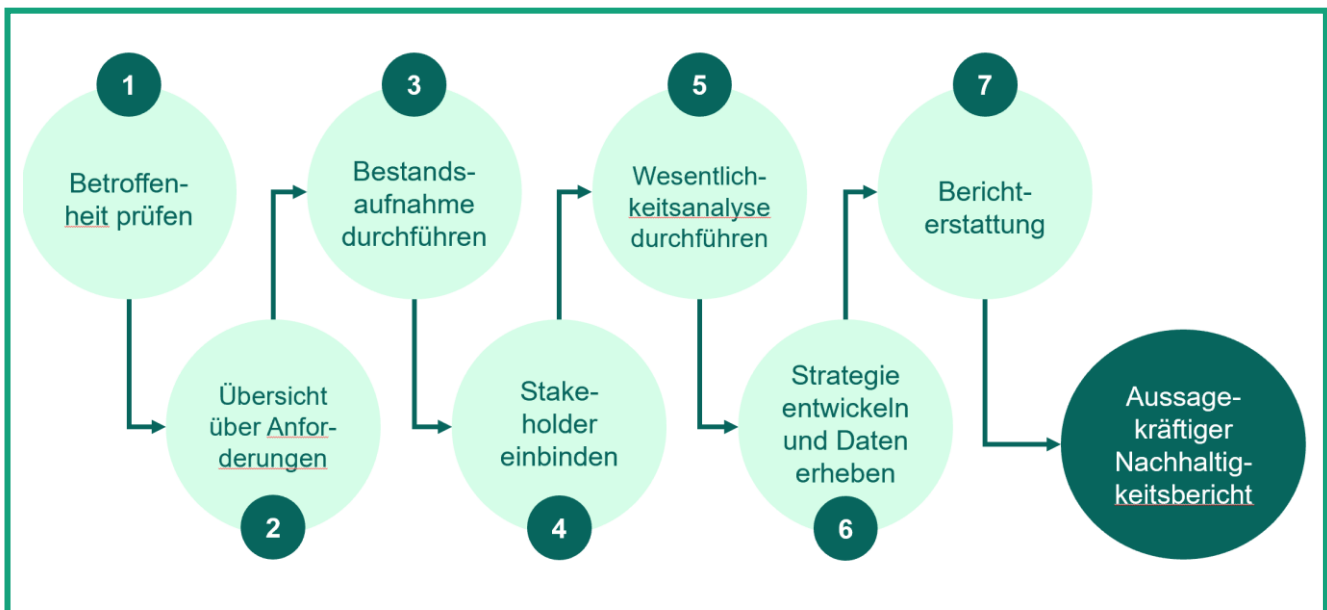 1
Betroffen-
heit prüfen
2
Übersicht
über Anfor-
derungen
3
Bestands-
aufnahme
durchführen
4
Stake-
holder
einbinden
5
Wesentlich-
keitsanalyse
durchführen
6
Strategie
entwickeln
und Daten
erheben
7
Bericht-
erstattung
Aussage-
kräftiger
Nachhaltig-
keitsbericht